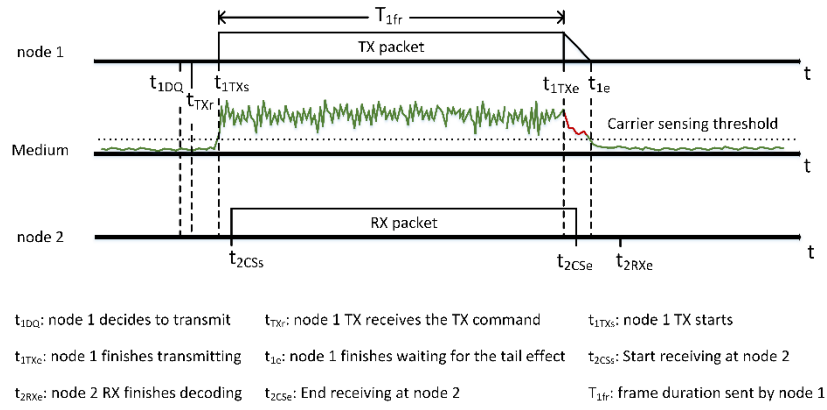 T1fr
node 1
TX packet
t
t1DQ
tTXr
t1TXs
t1TXe
t1e
Carrier sensing threshold
Medium
t
node 2
RX packet
t
t2CSs
t2CSe
t2RXe
t1DQ: node 1 decides to transmit
tTXr: node 1 TX receives the TX command
t1TXs: node 1 TX starts
t1TXe: node 1 finishes transmitting
t1e: node 1 finishes waiting for the tail effect
t2CSs: Start receiving at node 2
t2RXe: node 2 RX finishes decoding
t2CSe: End receiving at node 2
T1fr: frame duration sent by node 1